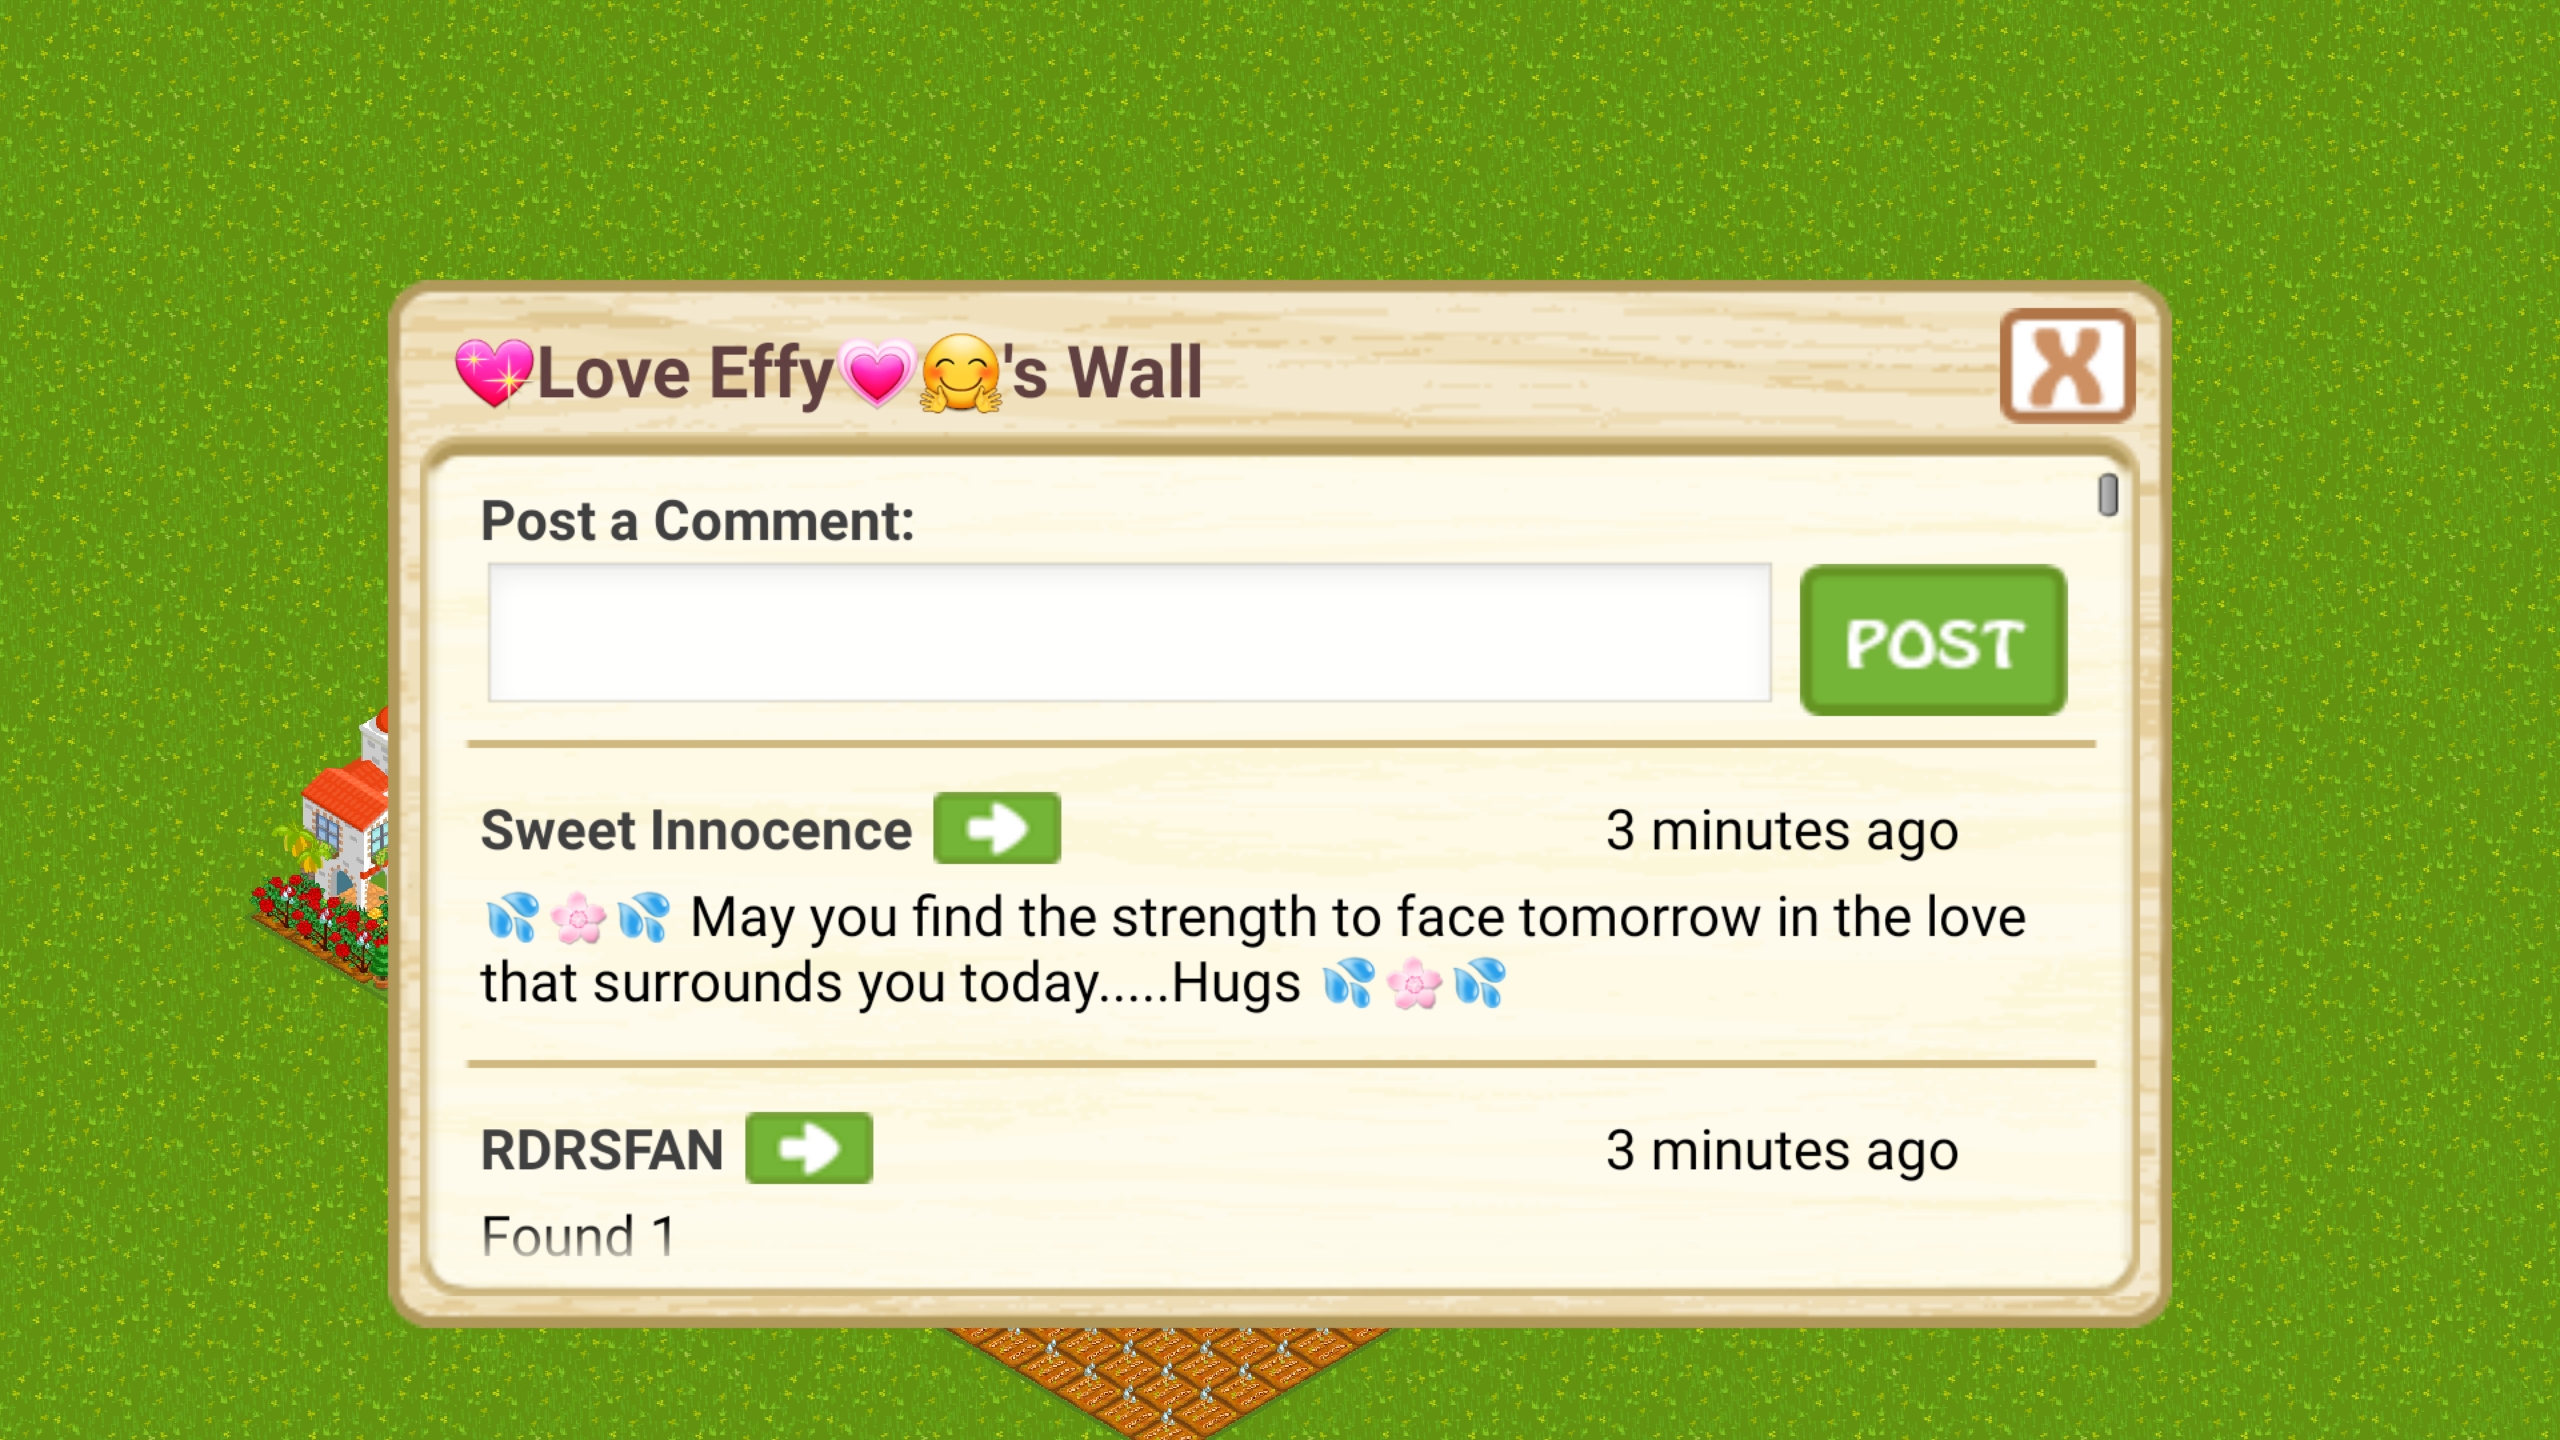 💖Love Effy💗🤗's Wall
X
Post a Comment:
POST
Sweet Innocence 3 minutes ago
💦🌸💦 May you find the strength to face tomorrow in the love
that surrounds you today.....Hugs 💦🌸💦
RDRSFAN 3 minutes ago
Found 1